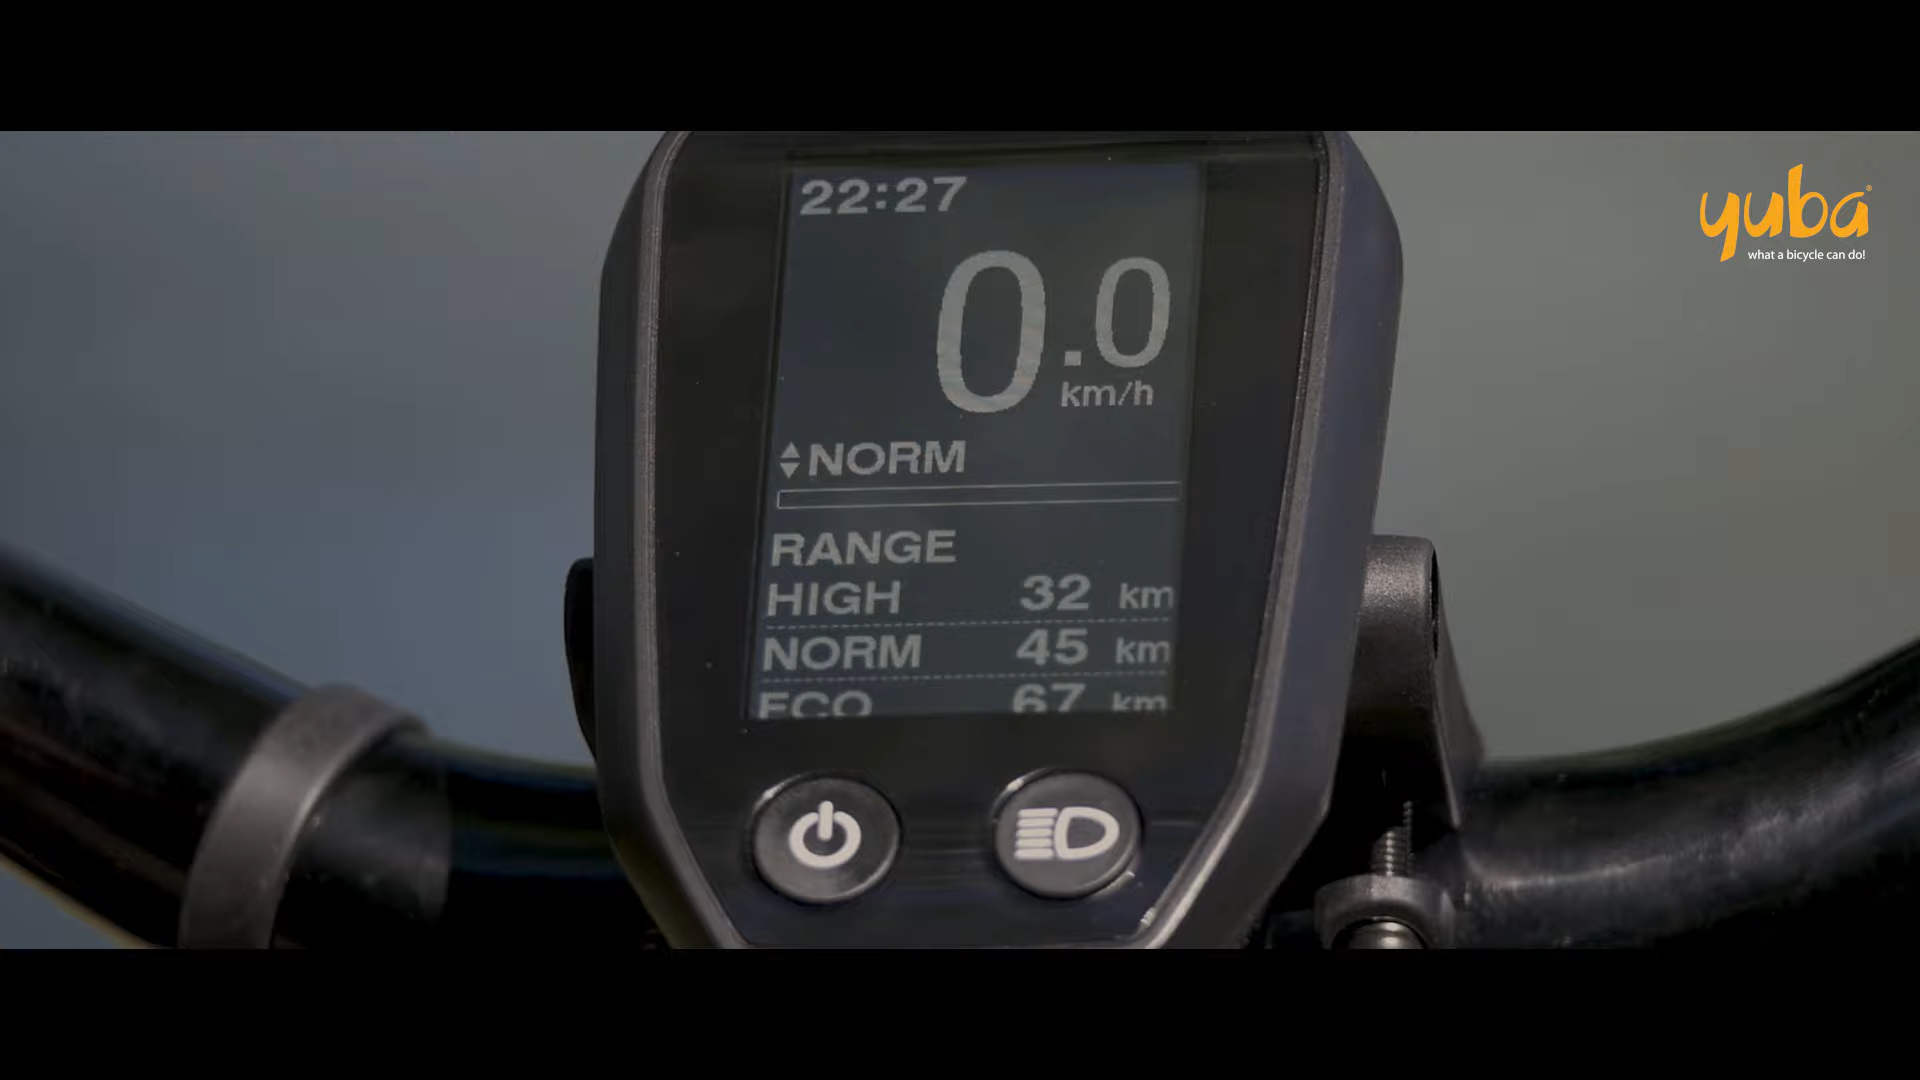 22:27
yuba®
what a bicycle can do!
0.0
km/h
NORM
RANGE
HIGH 32 km
NORM 45 km
ECO 67 km